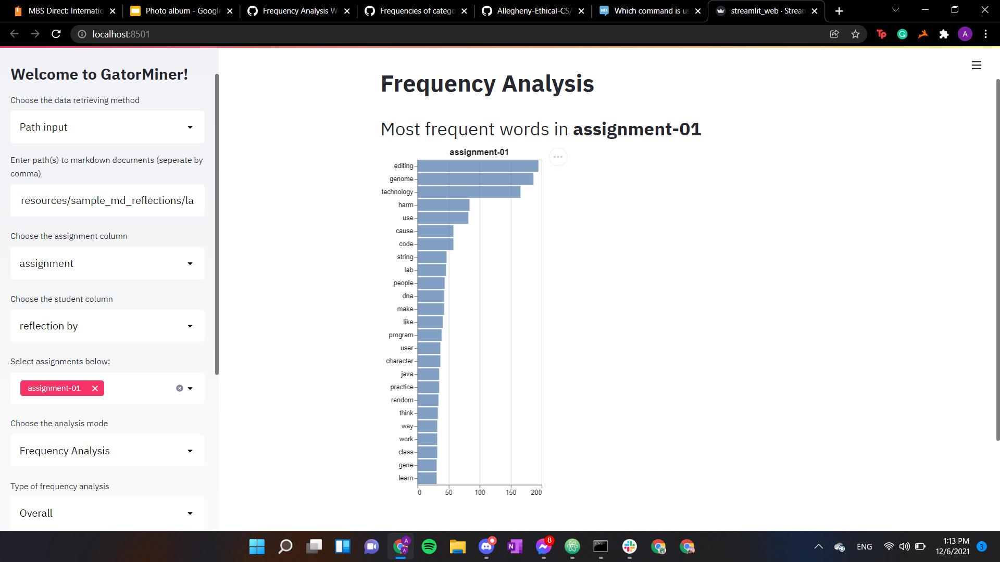 MBS Direct: Internatio
Photo album - Google
Frequency Analysis W
Frequencies of catego
Allegheny-Ethical-CS/
edX
Which command is us
streamlit_web · Stream
localhost:8501
Tp
A
Welcome to GatorMiner!
Choose the data retrieving method
Path input
Enter path(s) to markdown documents (seperate by
comma)
resources/sample_md_reflections/la
Choose the assignment column
assignment
Choose the student column
reflection by
Select assignments below:
assignment-01
Choose the analysis mode
Frequency Analysis
Type of frequency analysis
Overall
Frequency Analysis
Most frequent words in assignment-01
assignment-01
editing
genome
technology
harm
use
cause
code
string
lab
people
dna
make
like
program
user
character
java
practice
random
think
way
work
class
gene
learn
0 50 100 150 200
A
A
N
8
ENG
1:13 PM
12/6/2021
3